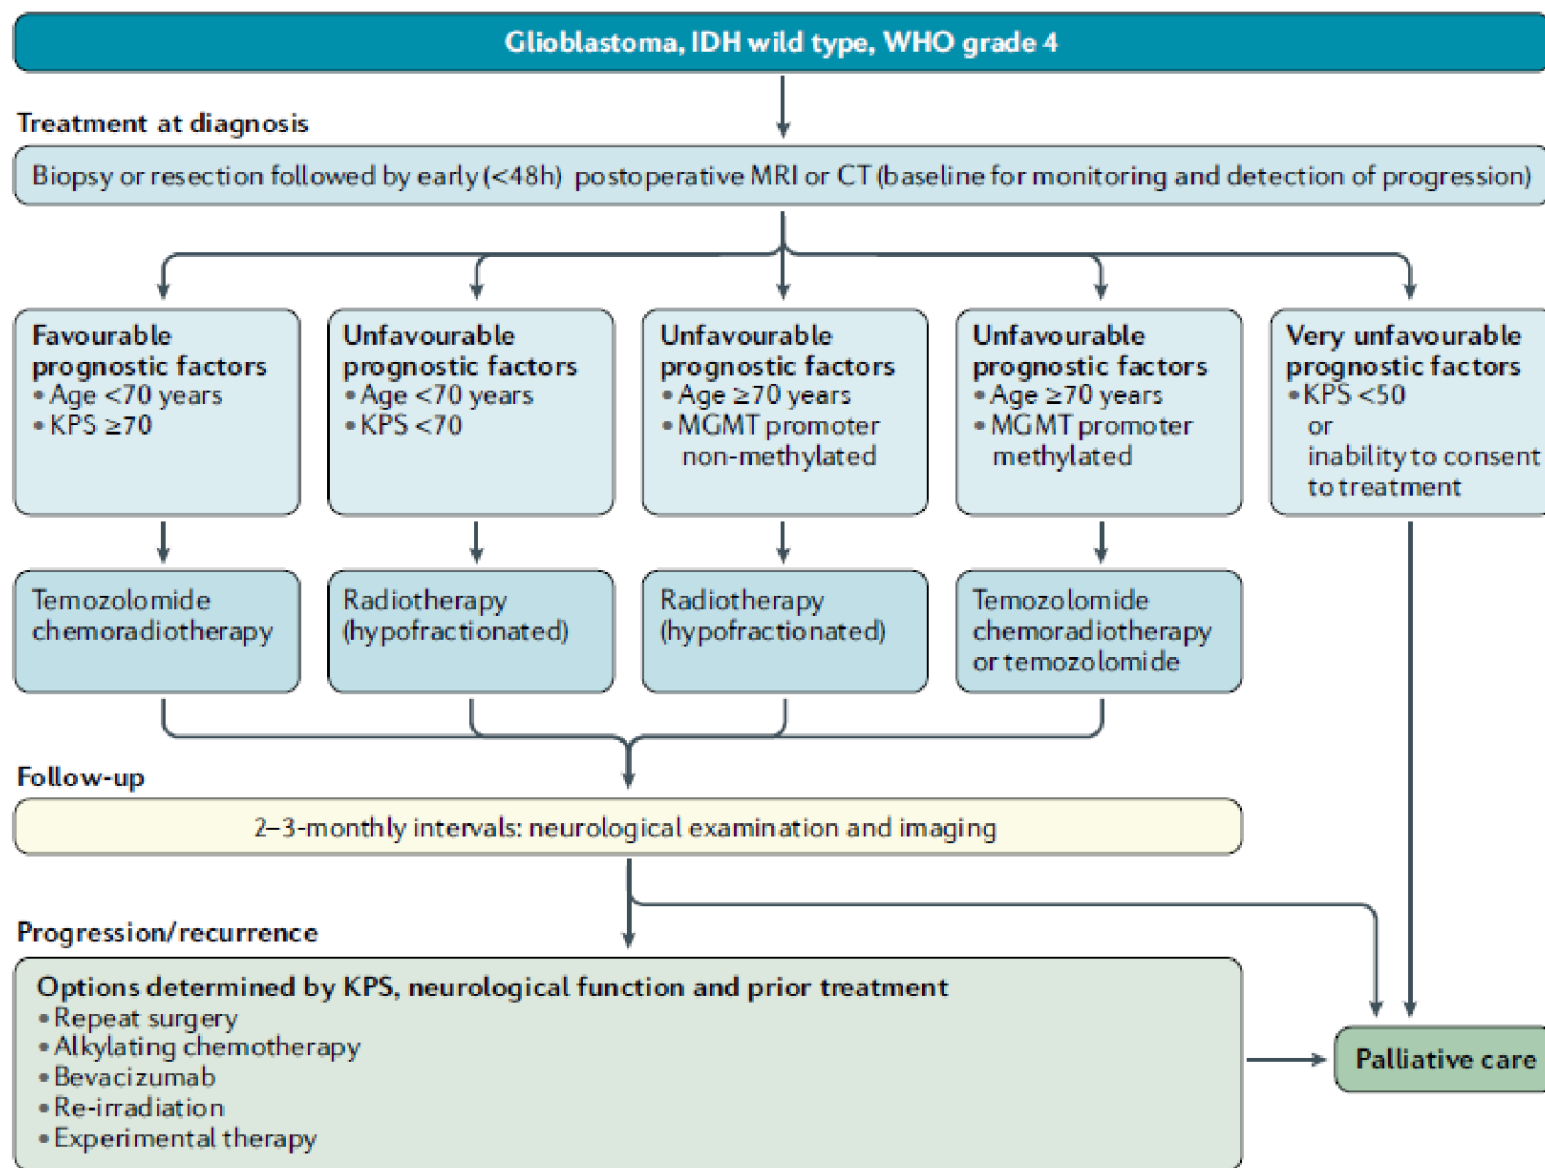 Glioblastoma, IDH wild type, WHO grade 4
Treatment at diagnosis
Biopsy or resection followed by early (<48h) postoperative MRI or CT (baseline for monitoring and detection of progression)
Favourable
prognostic factors
• Age <70 years
• KPS ≥70
Unfavourable
prognostic factors
• Age <70 years
• KPS <70
Unfavourable
prognostic factors
• Age ≥70 years
• MGMT promoter
non-methylated
Unfavourable
prognostic factors
• Age ≥70 years
• MGMT promoter
methylated
Very unfavourable
prognostic factors
• KPS <50
or
inability to consent
to treatment
Temozolomide
chemoradiotherapy
Radiotherapy
(hypofractionated)
Radiotherapy
(hypofractionated)
Temozolomide
chemoradiotherapy
or temozolomide
Follow-up
2–3-monthly intervals: neurological examination and imaging
Progression/recurrence
Options determined by KPS, neurological function and prior treatment
• Repeat surgery
• Alkylating chemotherapy
• Bevacizumab
• Re-irradiation
• Experimental therapy
Palliative care